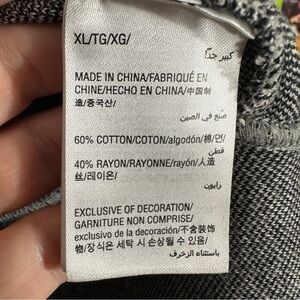 XL/TG/XG/
كبير جداً
MADE IN CHINA/FABRIQUÉ EN
CHINE/HECHO EN CHINA/中国制
造/중국산/
صنع في الصين
60% COTTON/COTON/algodón/棉/면/
قطن
40% RAYON/RAYONNE/rayón/人造
丝/레이온/
رايون
EXCLUSIVE OF DECORATION/
GARNITURE NON COMPRISE/
exclusivo de la decoración/不含装饰
物/장식은 세탁 시 손상될 수 있음/
باستثناء الزخرف